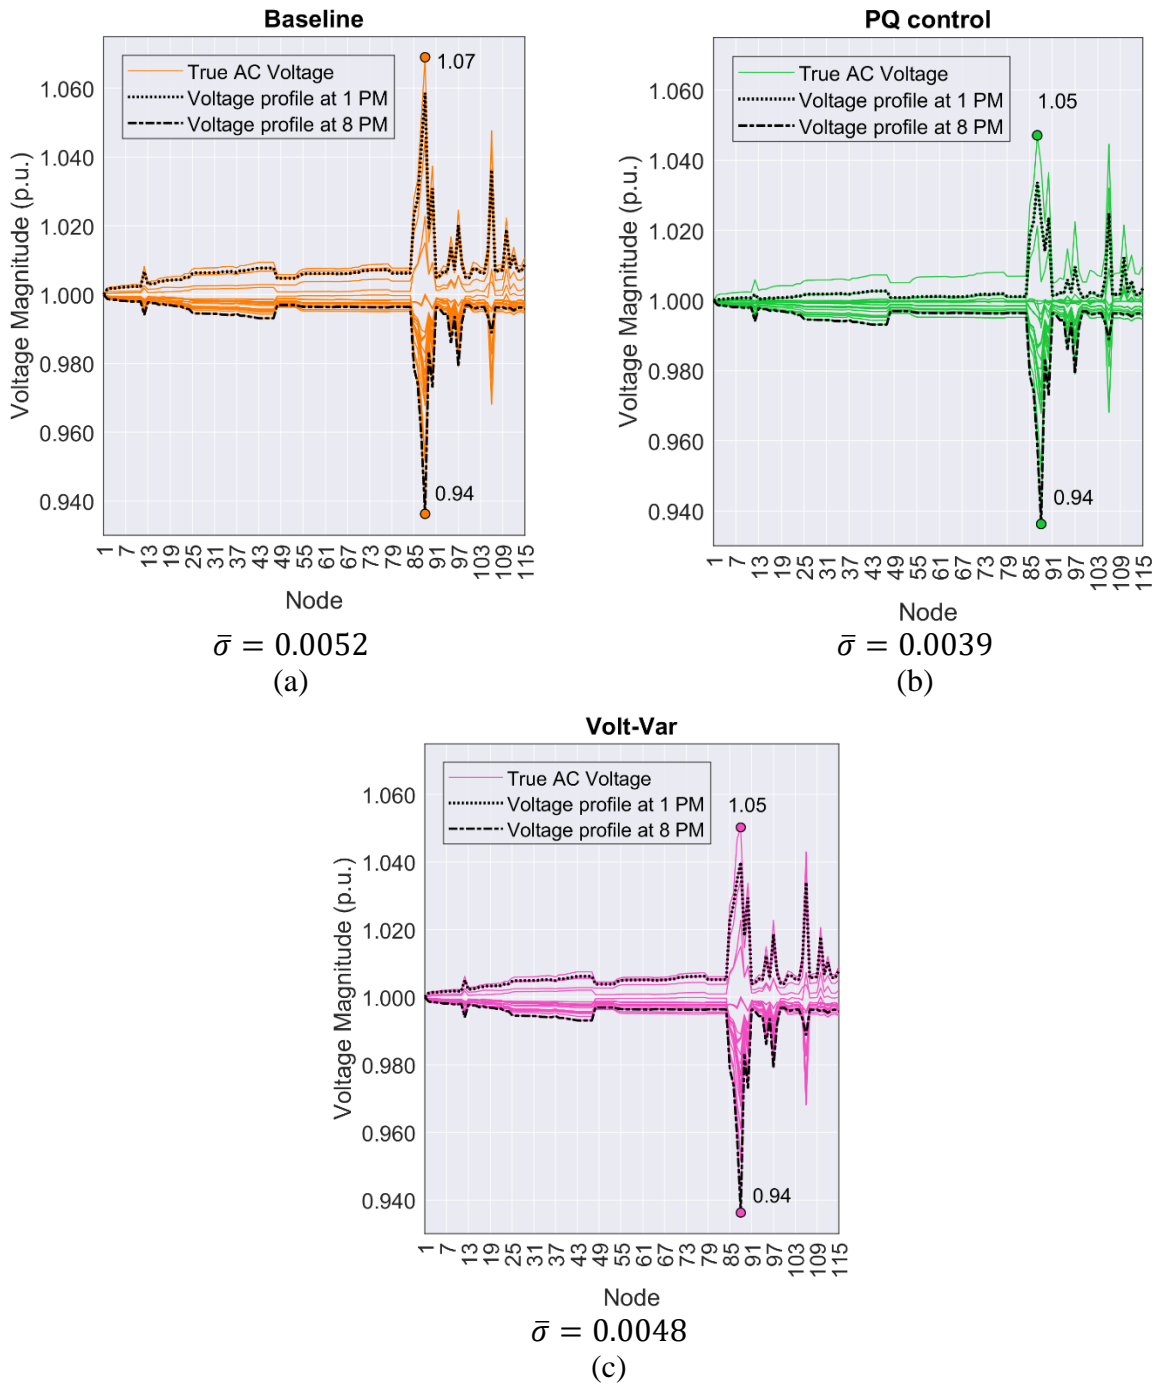 Baseline
True AC Voltage
Voltage profile at 1 PM
Voltage profile at 8 PM
1.07
0.94
Voltage Magnitude (p.u.)
1.060
1.040
1.020
1.000
0.980
0.960
0.940
1 7 13 19 25 31 37 43 49 55 61 67 73 79 85 91 97 103 109 115
Node
σ̄ = 0.0052
(a)
PQ control
True AC Voltage
Voltage profile at 1 PM
Voltage profile at 8 PM
1.05
0.94
Voltage Magnitude (p.u.)
1.060
1.040
1.020
1.000
0.980
0.960
0.940
1 7 13 19 25 31 37 43 49 55 61 67 73 79 85 91 97 103 109 115
Node
σ̄ = 0.0039
(b)
Volt-Var
True AC Voltage
Voltage profile at 1 PM
Voltage profile at 8 PM
1.05
0.94
Voltage Magnitude (p.u.)
1.060
1.040
1.020
1.000
0.980
0.960
0.940
1 7 13 19 25 31 37 43 49 55 61 67 73 79 85 91 97 103 109 115
Node
σ̄ = 0.0048
(c)